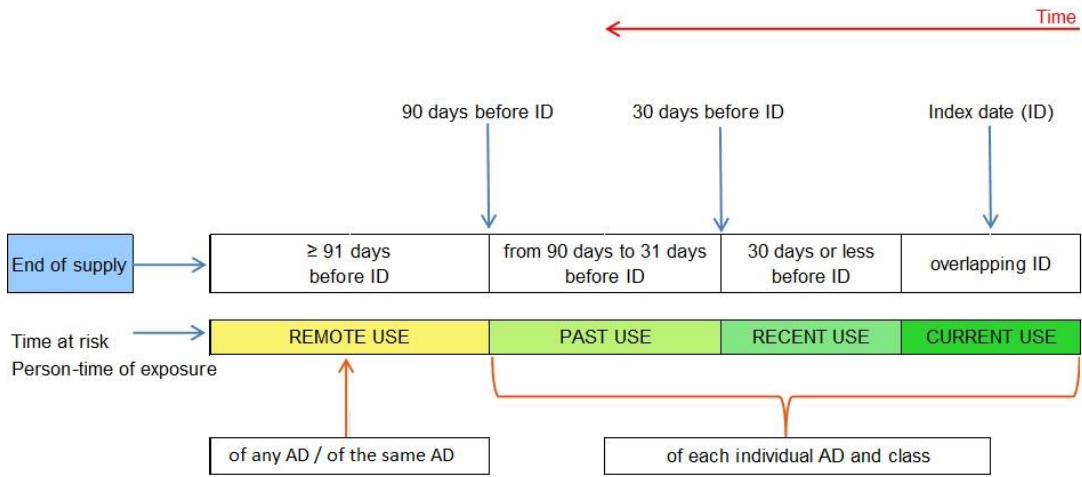 Time
90 days before ID
30 days before ID
Index date (ID)
End of supply
≥ 91 days
before ID
from 90 days to 31 days
before ID
30 days or less
before ID
overlapping ID
Time at risk
Person-time of exposure
REMOTE USE
PAST USE
RECENT USE
CURRENT USE
of any AD / of the same AD
of each individual AD and class